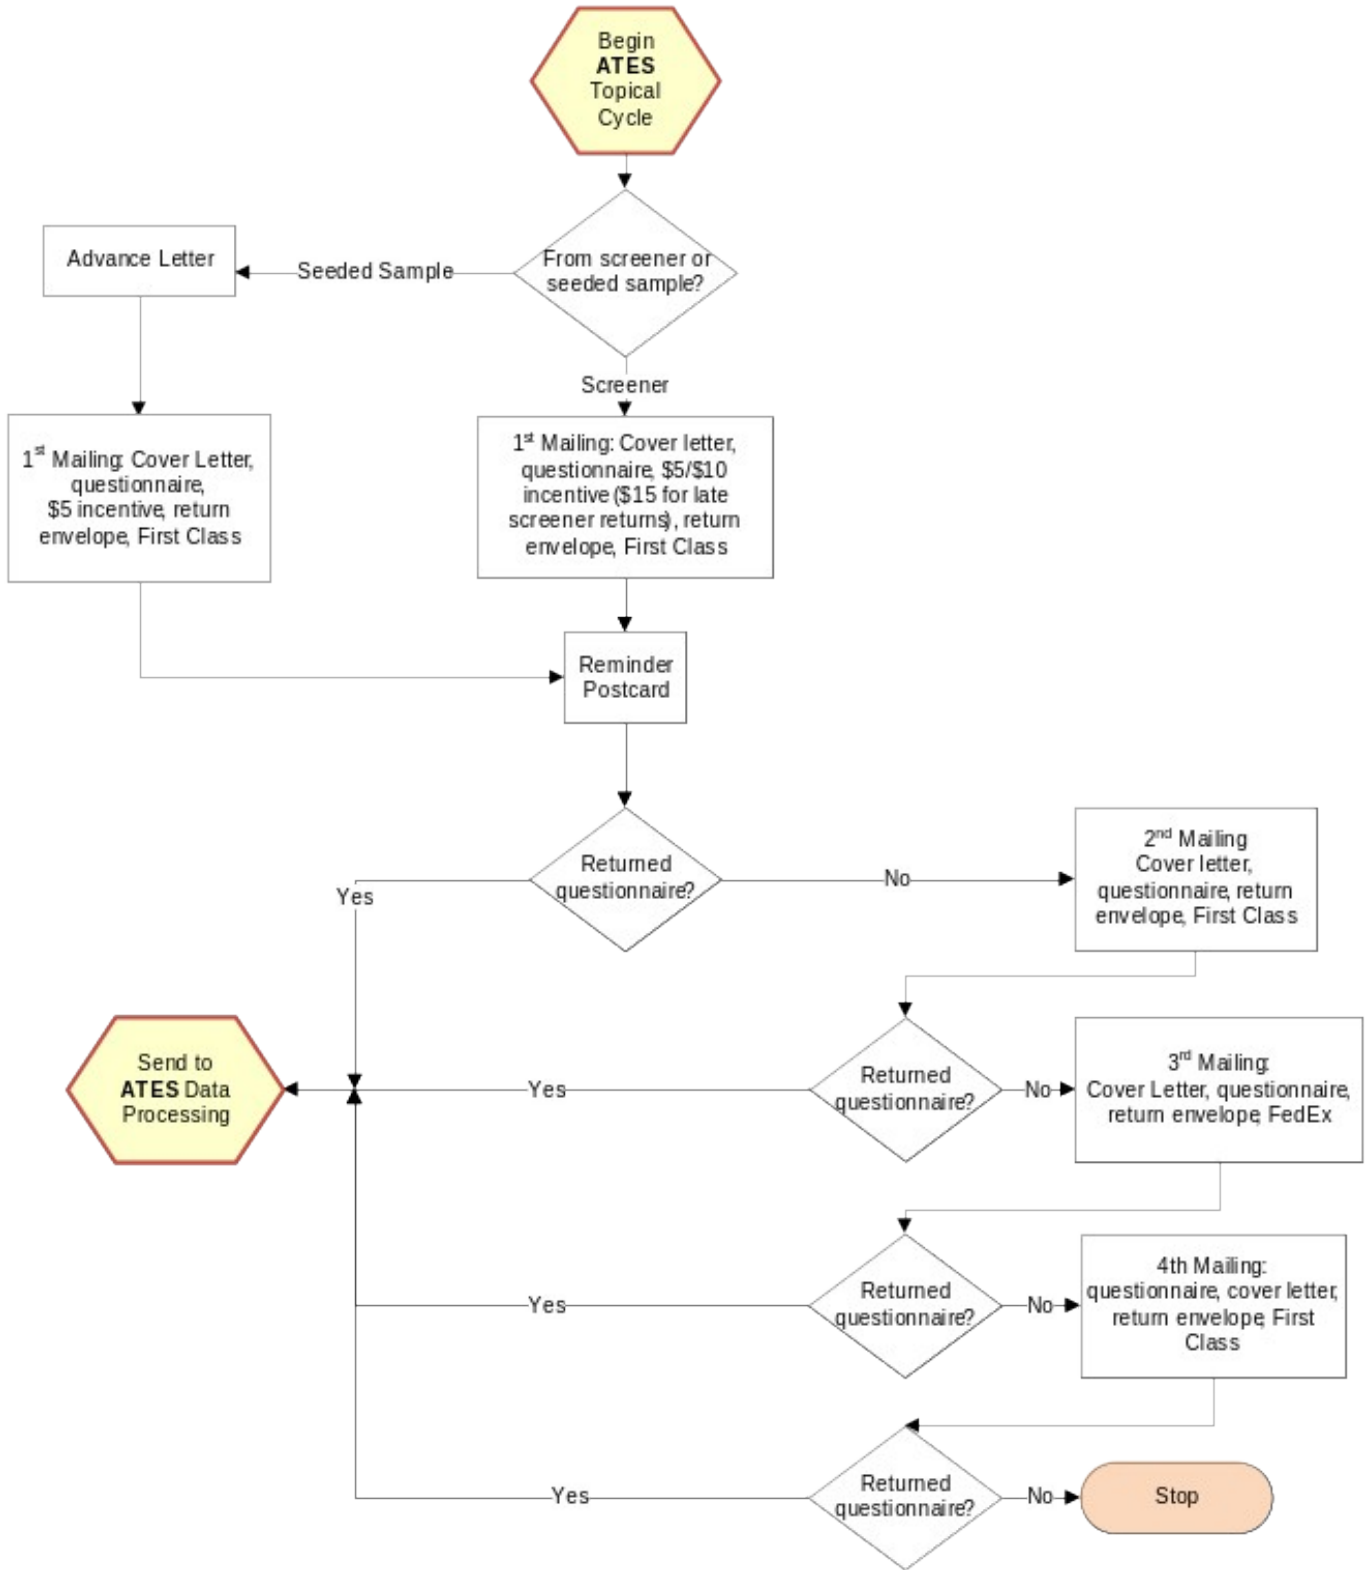 Begin
ATES
Topical
Cycle
From screener or
seeded sample?
Seeded Sample
Advance Letter
Screener
1st Mailing: Cover Letter,
questionnaire,
$5 incentive, return
envelope, First Class
1st Mailing: Cover letter,
questionnaire, $5/$10
incentive ($15 for late
screener returns), return
envelope, First Class
Reminder
Postcard
Returned
questionnaire?
Yes
No
2nd Mailing
Cover letter,
questionnaire, return
envelope, First Class
Send to
ATES Data
Processing
Yes
Returned
questionnaire?
No
3rd Mailing:
Cover Letter, questionnaire,
return envelope, FedEx
Yes
Returned
questionnaire?
No
4th Mailing:
questionnaire, cover letter,
return envelope, First
Class
Yes
Returned
questionnaire?
No
Stop